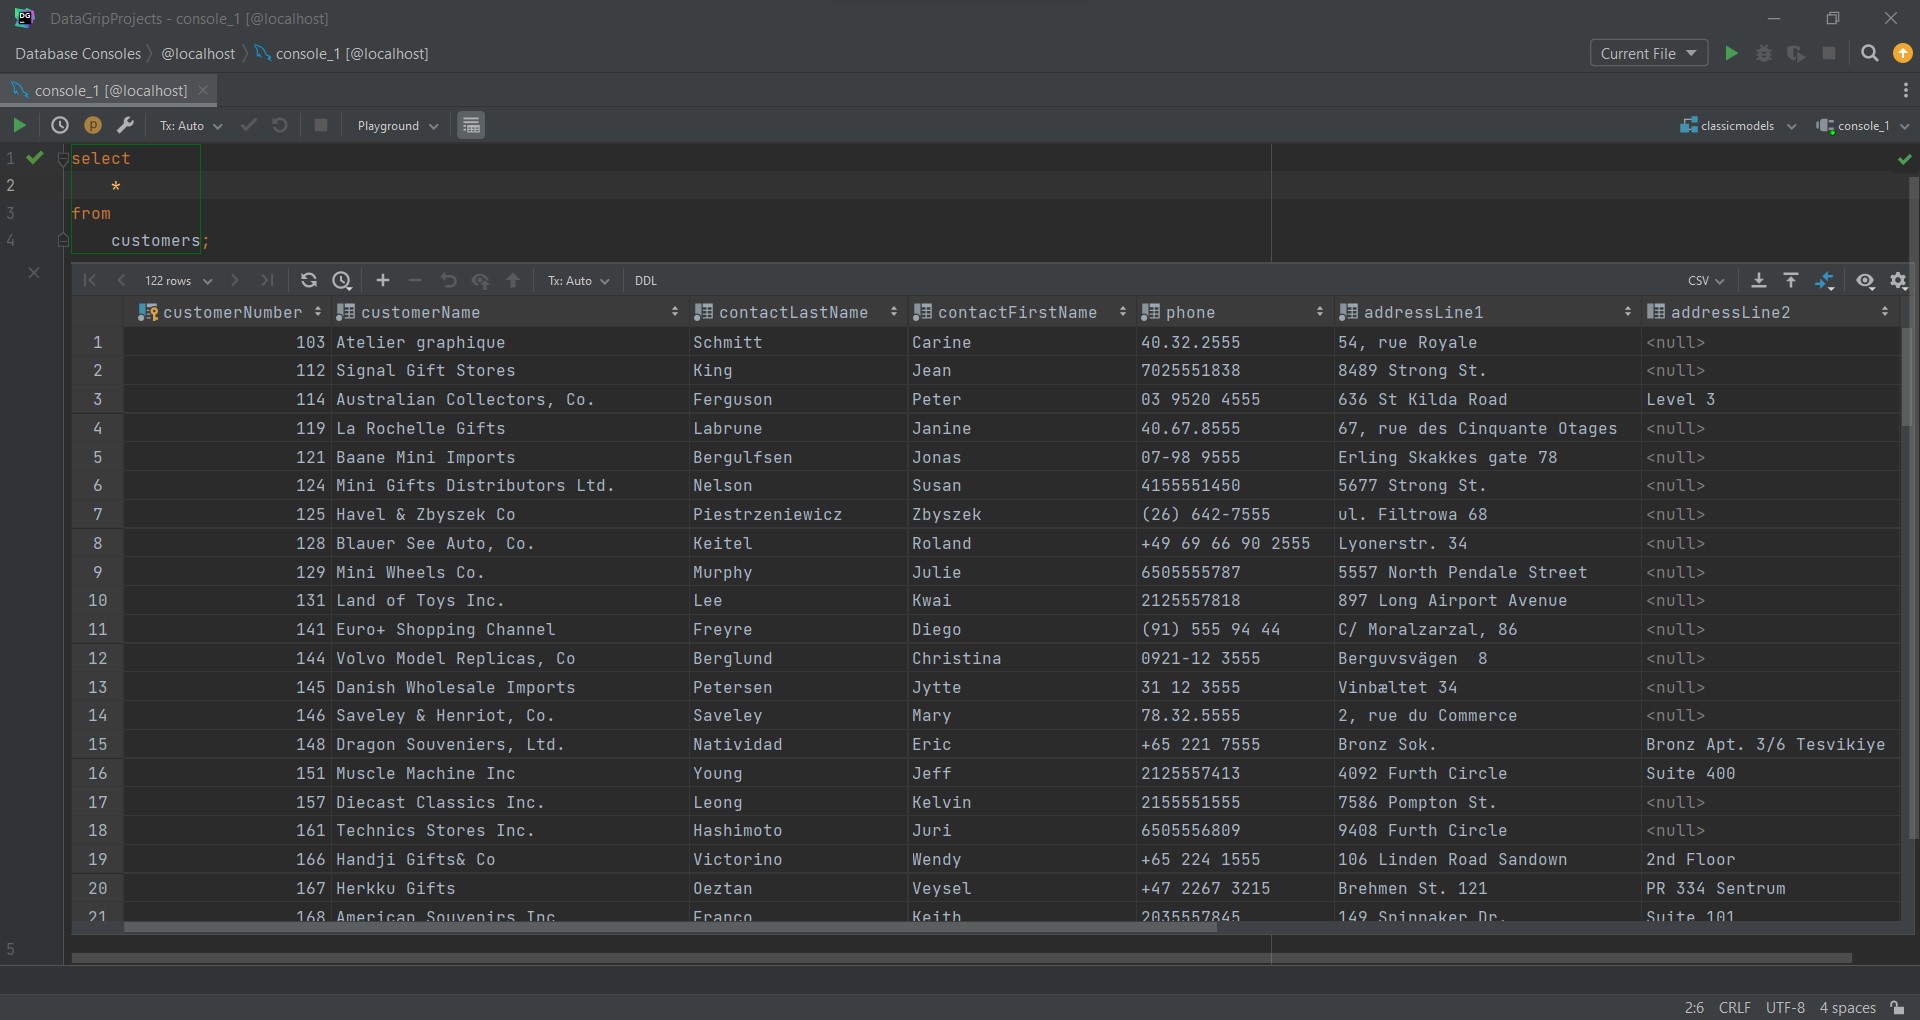 DG DataGripProjects - console_1 [@localhost]
Database Consoles @localhost console_1 [@localhost] Current File
console_1 [@localhost]
p Tx: Auto Playground classicmodels console_1
1 select
2 *
3 from
4 customers;
122 rows Tx: Auto DDL CSV
customerNumber customerName contactLastName contactFirstName phone addressLine1 addressLine2
1 103 Atelier graphique Schmitt Carine 40.32.2555 54, rue Royale <null>
2 112 Signal Gift Stores King Jean 7025551838 8489 Strong St. <null>
3 114 Australian Collectors, Co. Ferguson Peter 03 9520 4555 636 St Kilda Road Level 3
4 119 La Rochelle Gifts Labrune Janine 40.67.8555 67, rue des Cinquante Otages <null>
5 121 Baane Mini Imports Bergulfsen Jonas 07-98 9555 Erling Skakkes gate 78 <null>
6 124 Mini Gifts Distributors Ltd. Nelson Susan 4155551450 5677 Strong St. <null>
7 125 Havel & Zbyszek Co Piestrzeniewicz Zbyszek (26) 642-7555 ul. Filtrowa 68 <null>
8 128 Blauer See Auto, Co. Keitel Roland +49 69 66 90 2555 Lyonerstr. 34 <null>
9 129 Mini Wheels Co. Murphy Julie 6505555787 5557 North Pendale Street <null>
10 131 Land of Toys Inc. Lee Kwai 2125557818 897 Long Airport Avenue <null>
11 141 Euro+ Shopping Channel Freyre Diego (91) 555 94 44 C/ Moralzarzal, 86 <null>
12 144 Volvo Model Replicas, Co Berglund Christina 0921-12 3555 Berguvsvägen  8 <null>
13 145 Danish Wholesale Imports Petersen Jytte 31 12 3555 Vinbæltet 34 <null>
14 146 Saveley & Henriot, Co. Saveley Mary 78.32.5555 2, rue du Commerce <null>
15 148 Dragon Souveniers, Ltd. Natividad Eric +65 221 7555 Bronz Sok. Bronz Apt. 3/6 Tesvikiye
16 151 Muscle Machine Inc Young Jeff 2125557413 4092 Furth Circle Suite 400
17 157 Diecast Classics Inc. Leong Kelvin 2155551555 7586 Pompton St. <null>
18 161 Technics Stores Inc. Hashimoto Juri 6505556809 9408 Furth Circle <null>
19 166 Handji Gifts& Co Victorino Wendy +65 224 1555 106 Linden Road Sandown 2nd Floor
20 167 Herkku Gifts Oeztan Veysel +47 2267 3215 Brehmen St. 121 PR 334 Sentrum
21 168 American Souvenirs Inc Franco Keith 2035557845 149 Spinnaker Dr. Suite 101
5
2:6 CRLF UTF-8 4 spaces